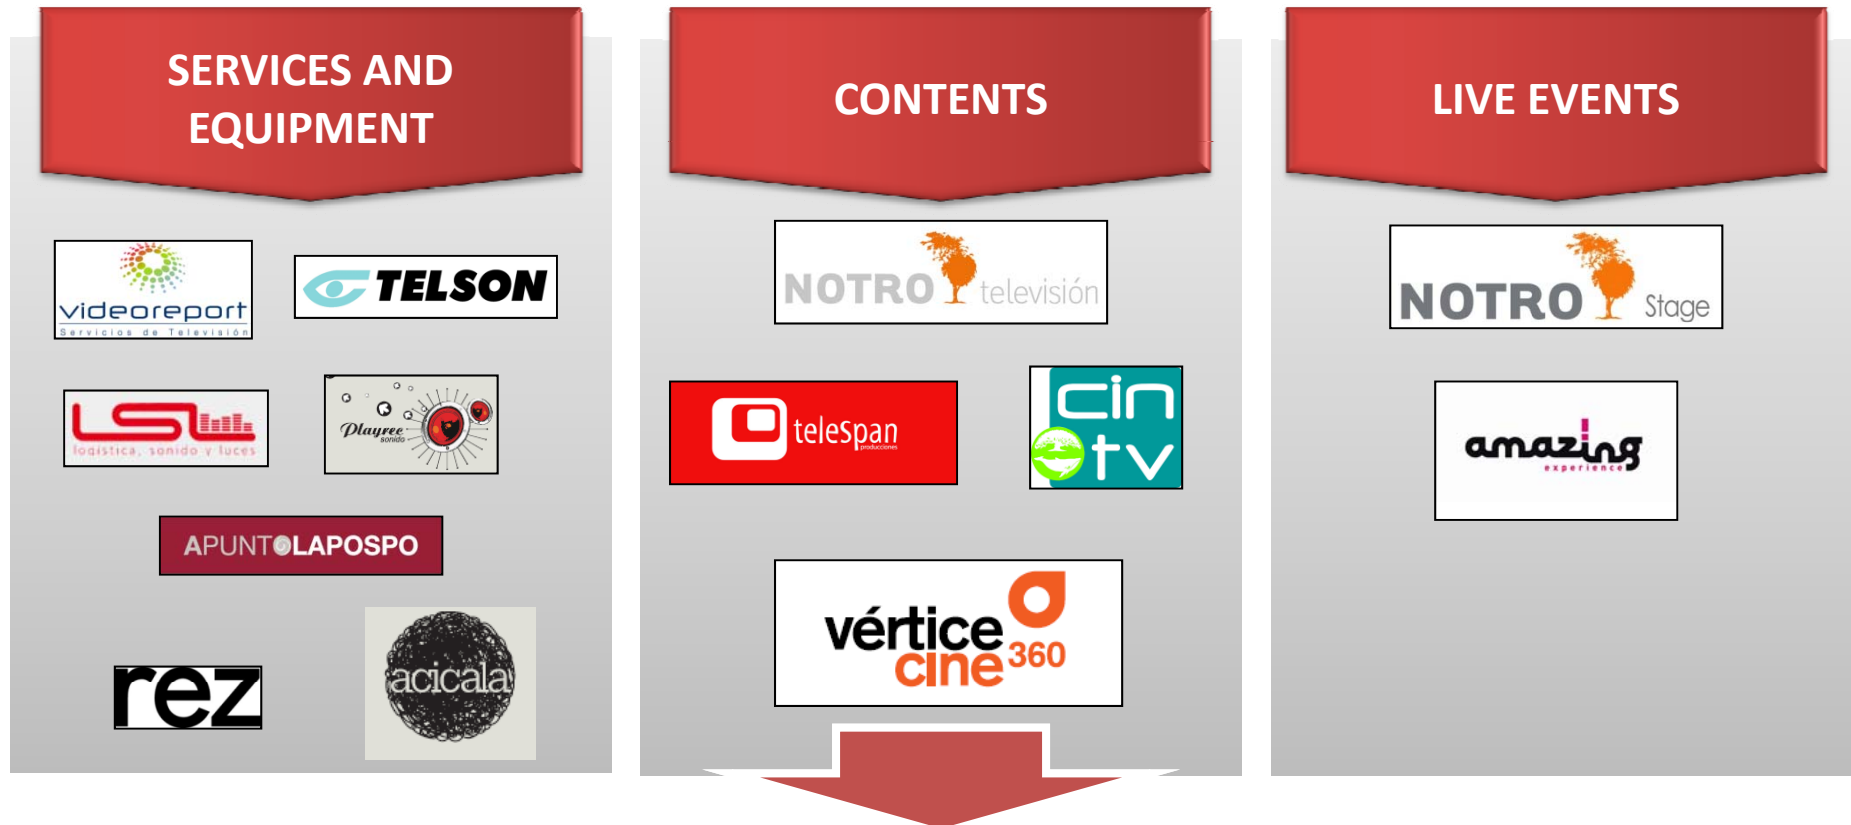 SERVICES AND
EQUIPMENT
videoreport
Servicios de Televisión
TELSON
LSL
logística, sonido y luces
Playrec
sonido
APUNTOLAPOSPO
rez
acicala
CONTENTS
NOTRO televisión
telespan
producciones
cin
tv
vértice
cine 360
LIVE EVENTS
NOTRO Stage
amazing
experience